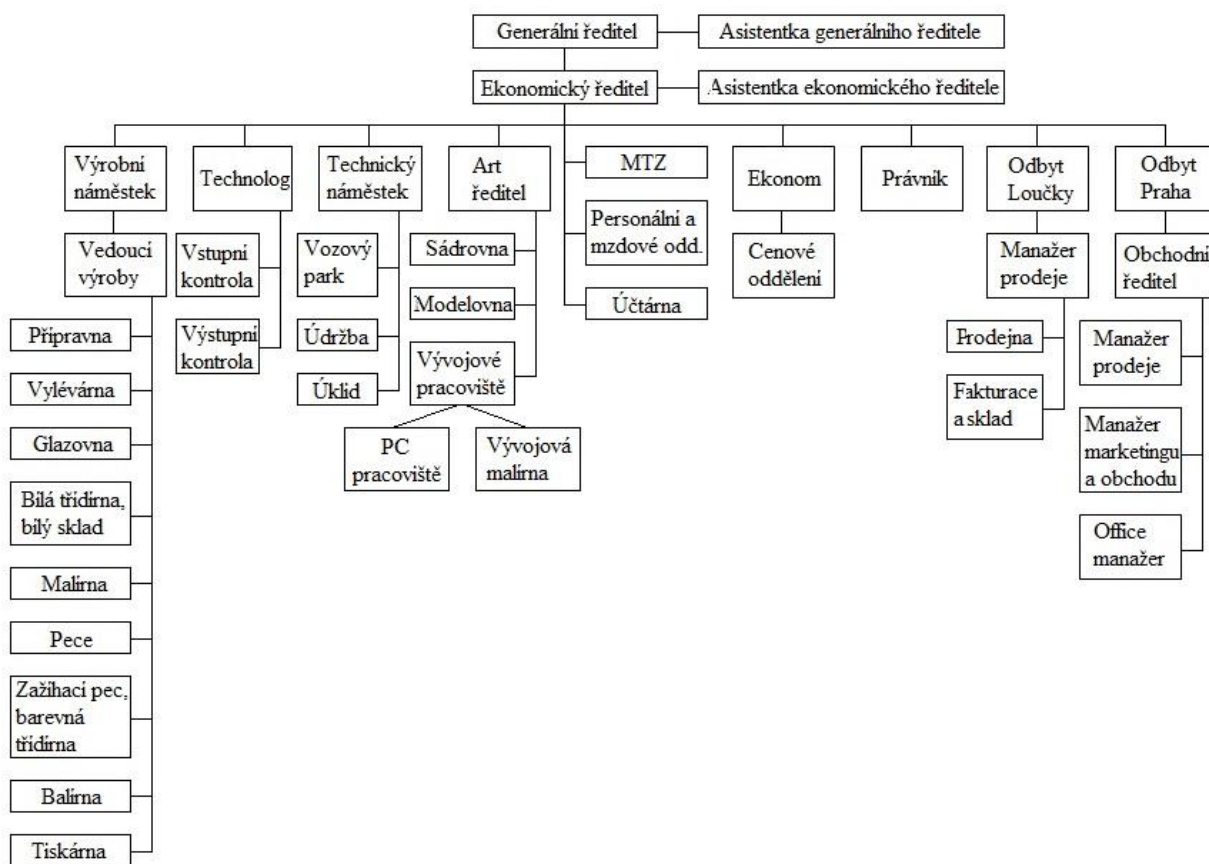 Generální ředitel
Asistentka generálního ředitele
Ekonomický ředitel
Asistentka ekonomického ředitele
Výrobní
náměstek
Technolog
Technický
náměstek
Art
ředitel
MTZ
Ekonom
Právník
Odbyt
Loučky
Odbyt
Praha
Vedoucí
výroby
Vstupní
kontrola
Vozový
park
Sádrovna
Personální a
mzdové odd.
Cenové
oddělení
Manažer
prodeje
Obchodní
ředitel
Přípravna
Výstupní
kontrola
Údržba
Modelovna
Účtárna
Prodejna
Manažer
prodeje
Vylévárna
Úklid
Vývojové
pracoviště
Fakturace
a sklad
Glazovna
PC
pracoviště
Vývojová
malírna
Manažer
marketingu
a obchodu
Bílá třídírna,
bílý sklad
Office
manažer
Malírna
Pece
Zažíhací pec,
barevná
třídírna
Balírna
Tiskárna